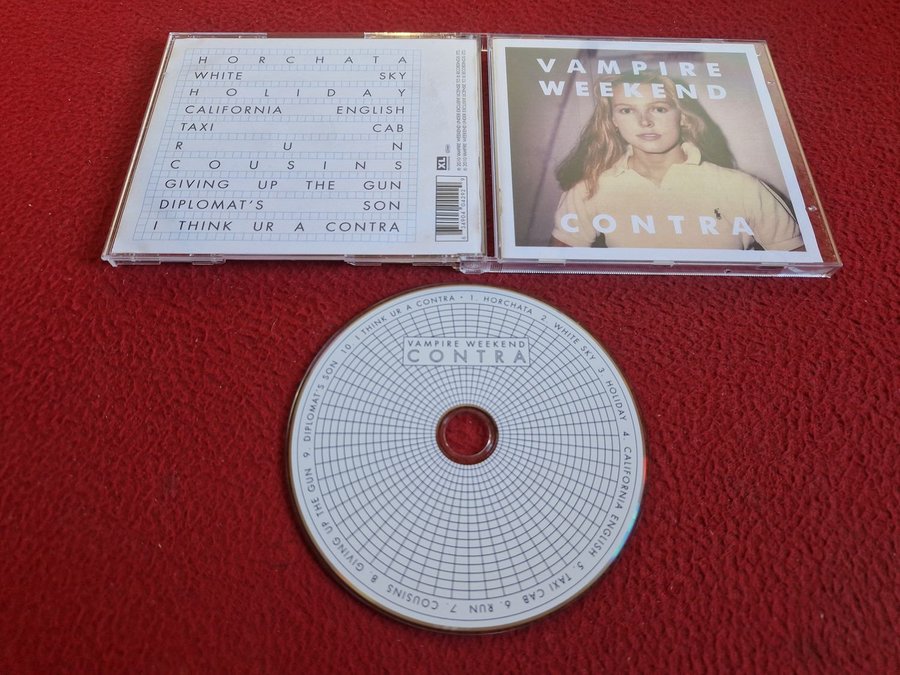 HORCHATA
WHITE SKY
HOLIDAY
CALIFORNIA ENGLISH
TAXI CAB
RUN
COUSINS
GIVING UP THE GUN
DIPLOMAT'S SON
I THINK UR A CONTRA
XL
VAMPIRE
WEEKEND
CONTRA
VAMPIRE WEEKEND
CONTRA
1. HORCHATA 2. WHITE SKY 3. HOLIDAY 4. CALIFORNIA ENGLISH 5. TAXI CAB 6. RUN 7. COUSINS 8. GIVING UP THE GUN 9. DIPLOMAT'S SON 10. I THINK UR A CONTRA